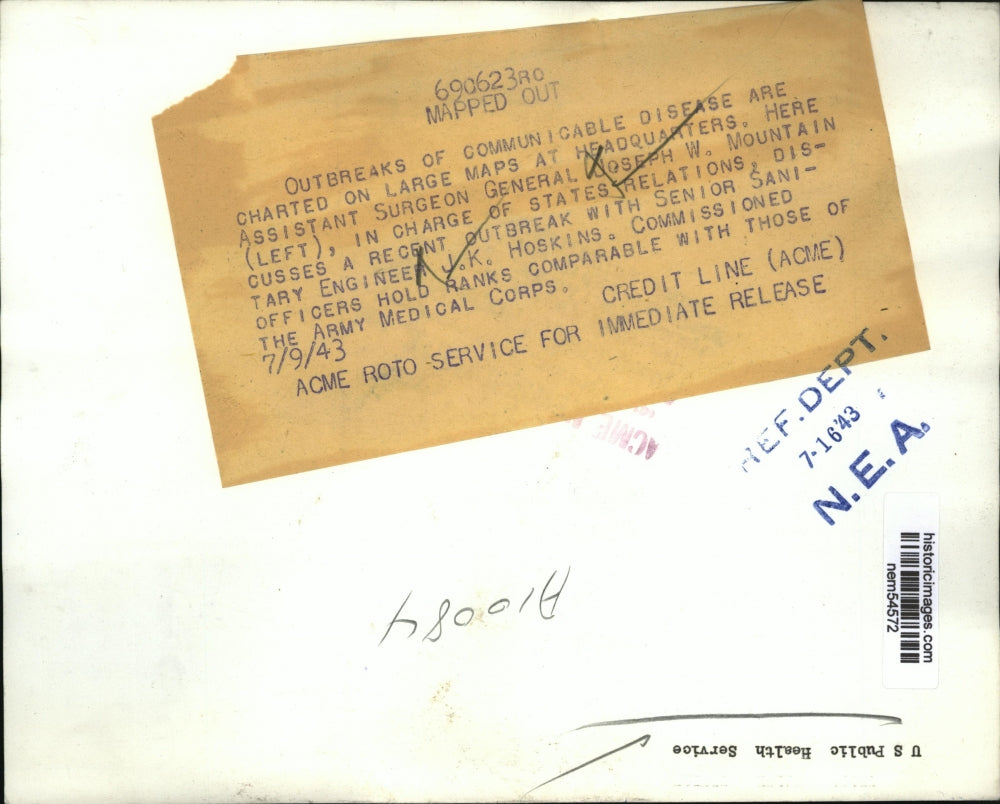 690623RO
MAPPED OUT
OUTBREAKS OF COMMUNICABLE DISEASE ARE
CHARTED ON LARGE MAPS AT HEADQUARTERS. HERE
ASSISTANT SURGEON GENERAL JOSEPH W. MOUNTAIN
(LEFT), IN CHARGE OF STATES RELATIONS, DIS-
CUSSES A RECENT OUTBREAK WITH SENIOR SANI-
TARY ENGINEER J.K. HOSKINS. COMMISSIONED
OFFICERS HOLD RANKS COMPARABLE WITH THOSE OF
THE ARMY MEDICAL CORPS. CREDIT LINE (ACME)
7/9/43
ACME ROTO-SERVICE FOR IMMEDIATE RELEASE
ACME
REF. DEPT.
7-16'43
N.E.A.
historicimages.com
nem54572
A10084
U S Public Health Service